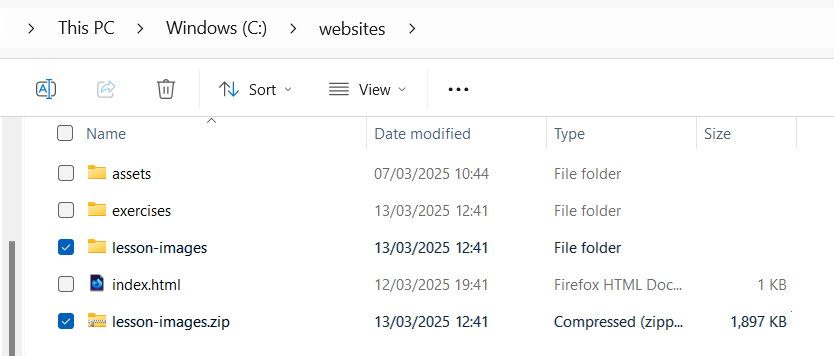 This PC Windows (C:) websites
Sort View
Name Date modified Type Size
assets 07/03/2025 10:44 File folder
exercises 13/03/2025 12:41 File folder
lesson-images 13/03/2025 12:41 File folder
index.html 12/03/2025 19:41 Firefox HTML Doc... 1 KB
lesson-images.zip 13/03/2025 12:41 Compressed (zipp... 1,897 KB